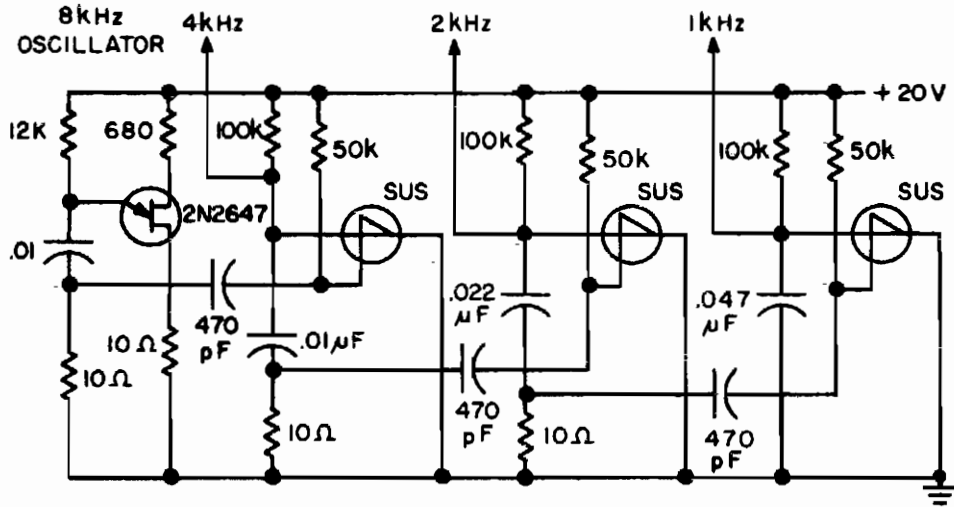 8kHz
OSCILLATOR
4kHz
2kHz
1kHz
+ 20V
12K
680
100k
50k
100k
50k
100k
50k
SUS
SUS
SUS
2N2647
.01
470
pF
.01µF
.022
µF
.047
µF
10Ω
10Ω
10Ω
470
pF
10Ω
470
pF